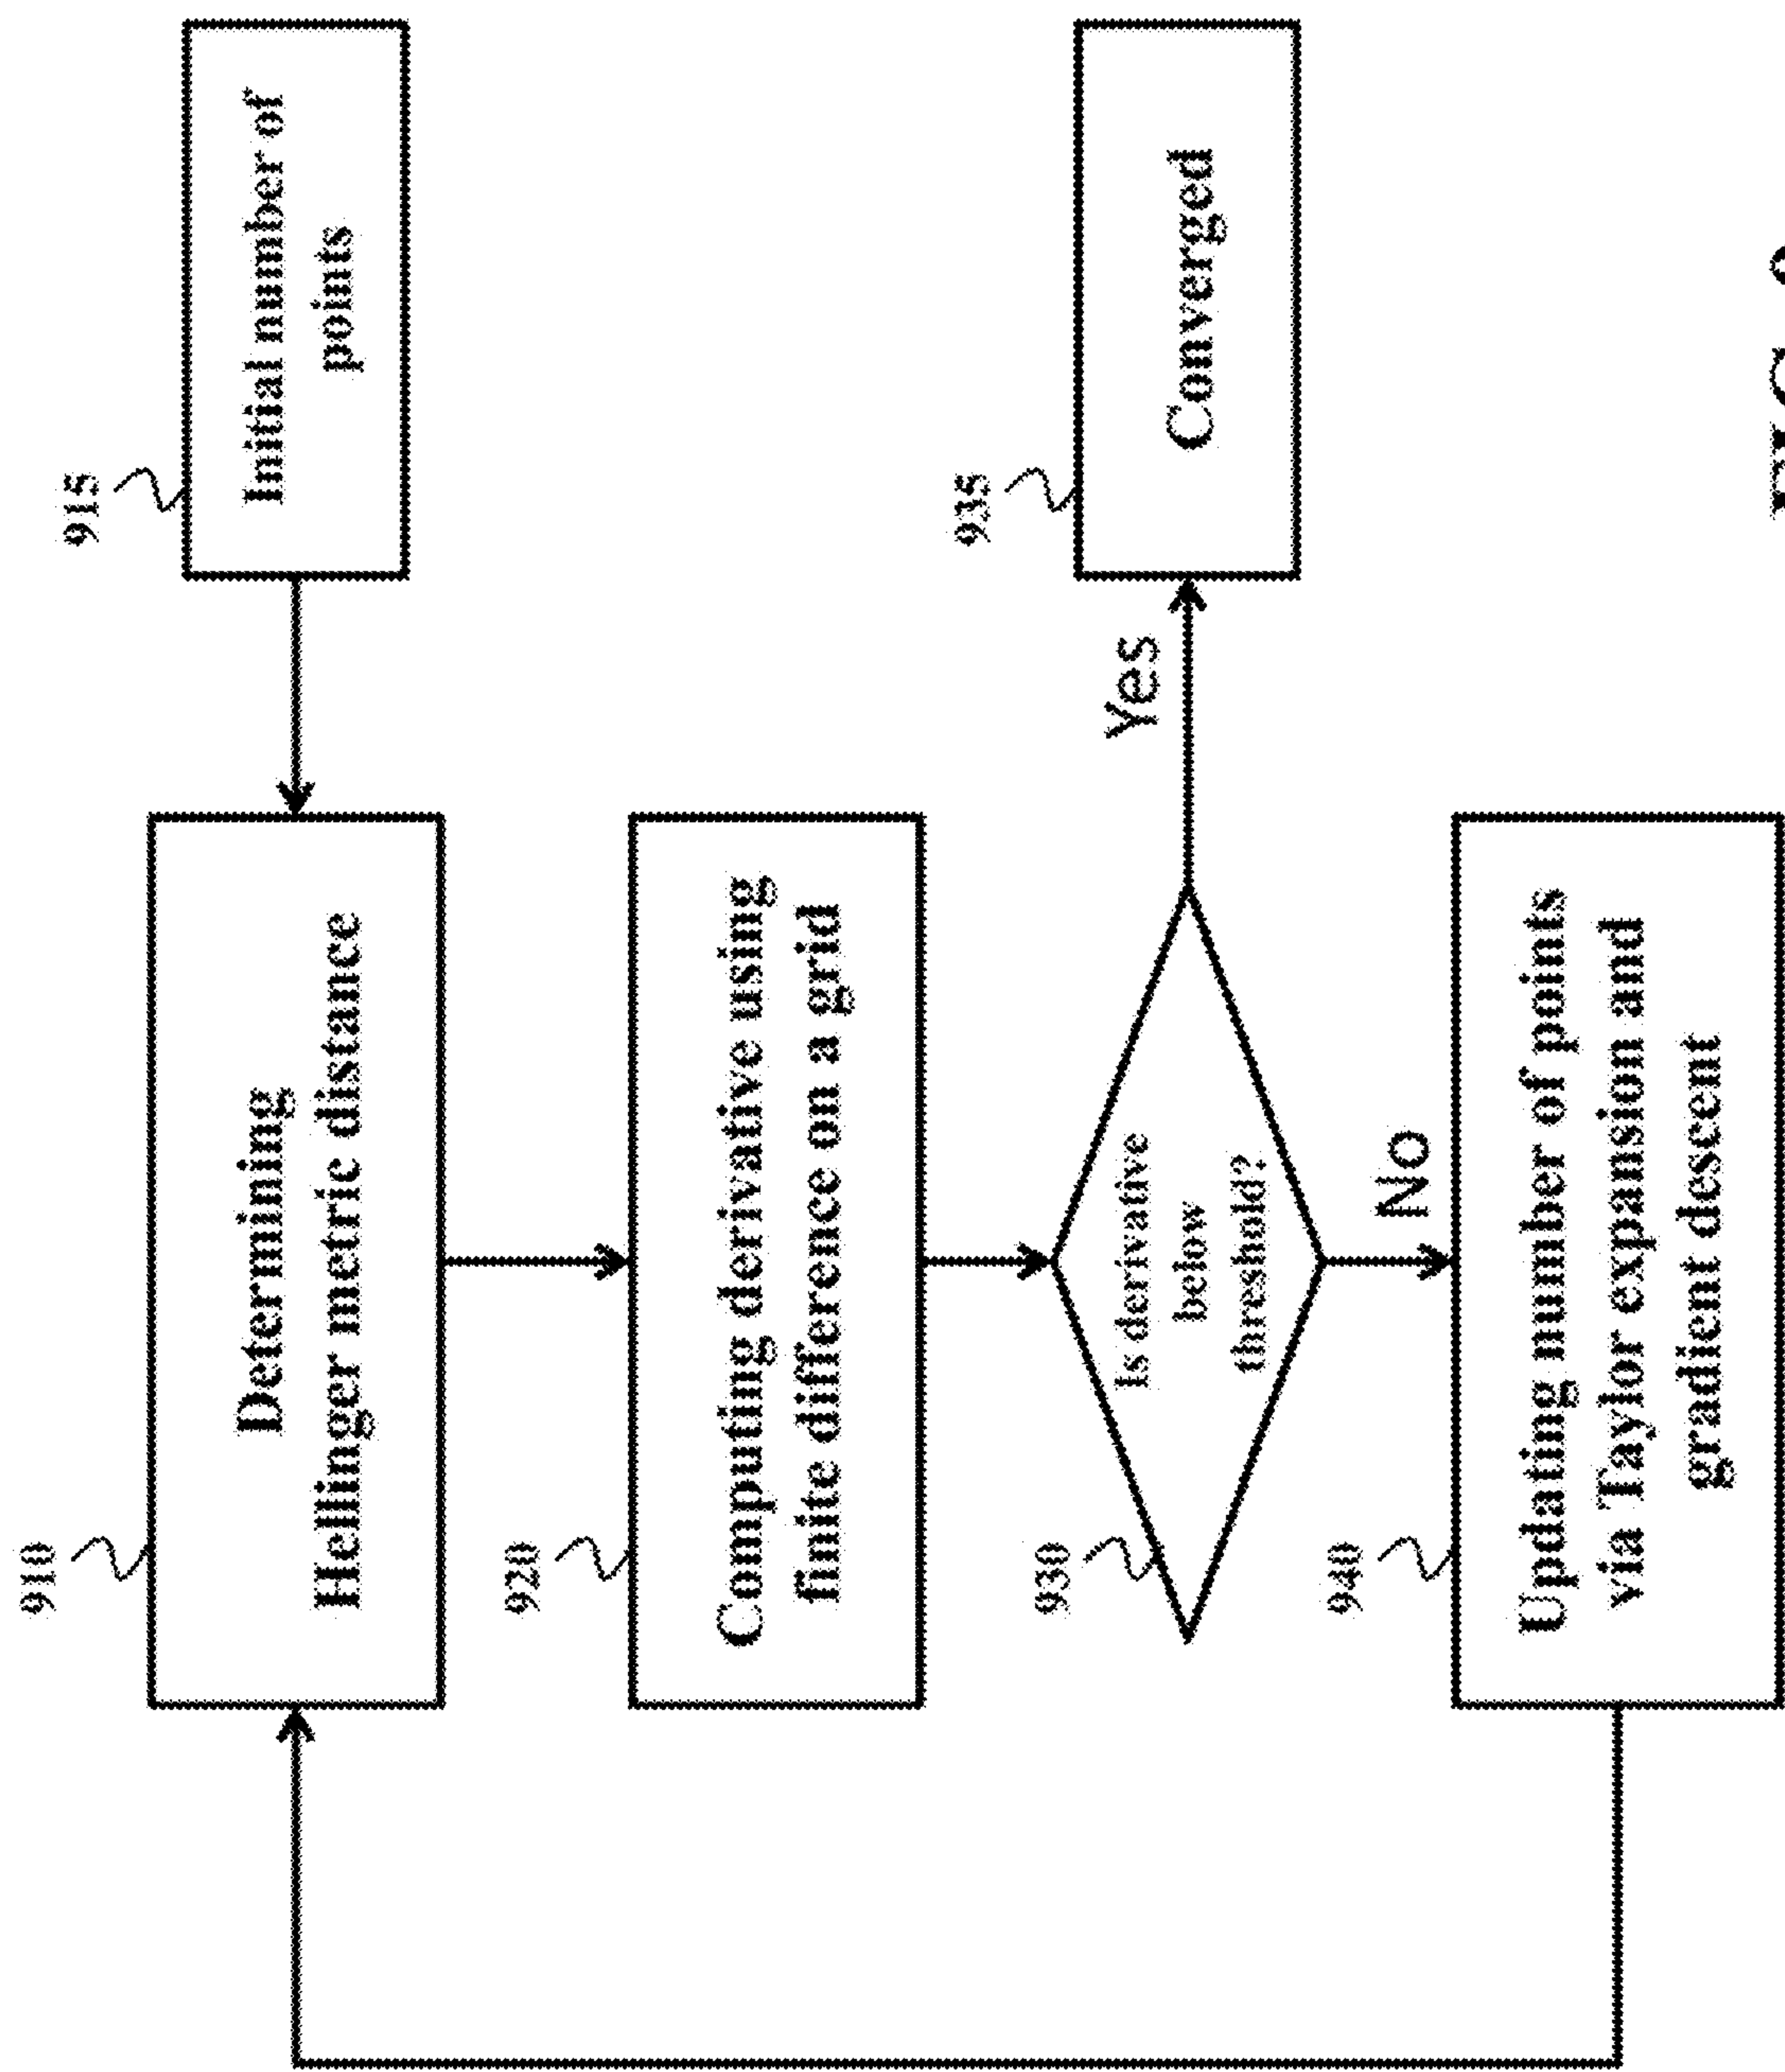 910
Determining
Hellinger metric distance
915
Initial number of
points
920
Computing derivative using
finite difference on a grid
930
Is derivative
below
threshold?
Yes
935
Converged
No
940
Updating number of points
via Taylor expansion and
gradient descent